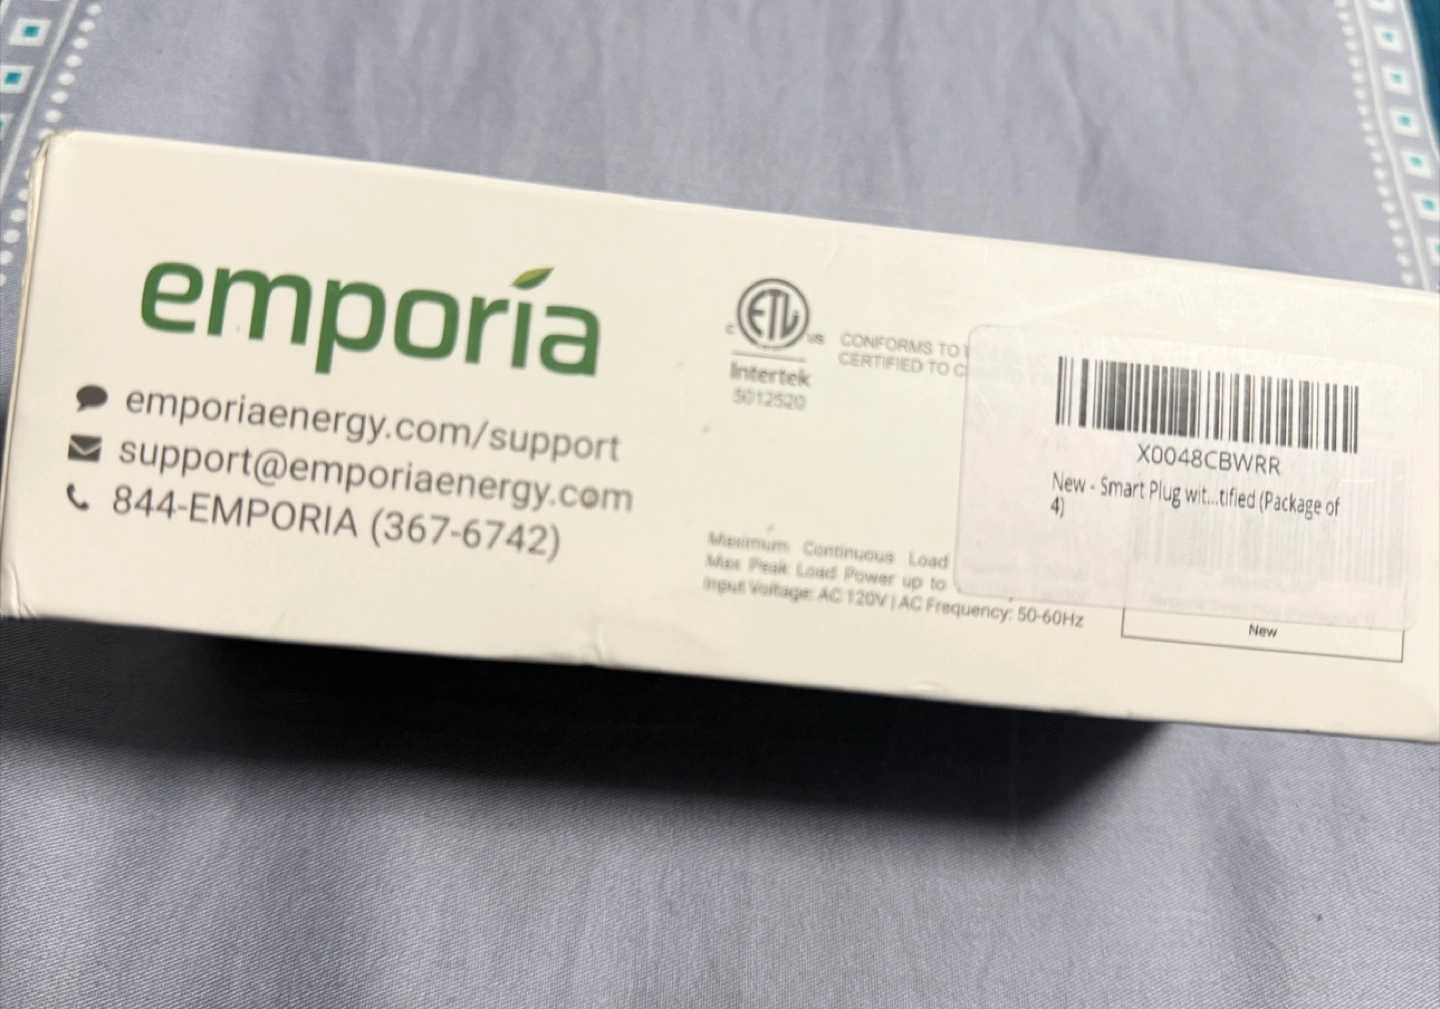 emporia
emporiaenergy.com/support
support@emporiaenergy.com
844-EMPORIA (367-6742)
ETL
c
us
Intertek
5012520
CONFORMS TO
CERTIFIED TO
Maximum Continuous Load
Max Peak Load Power up to
Input Voltage: AC 120V | AC Frequency: 50-60Hz
X0048CBWRR
New - Smart Plug wit...tified (Package of
4)
New